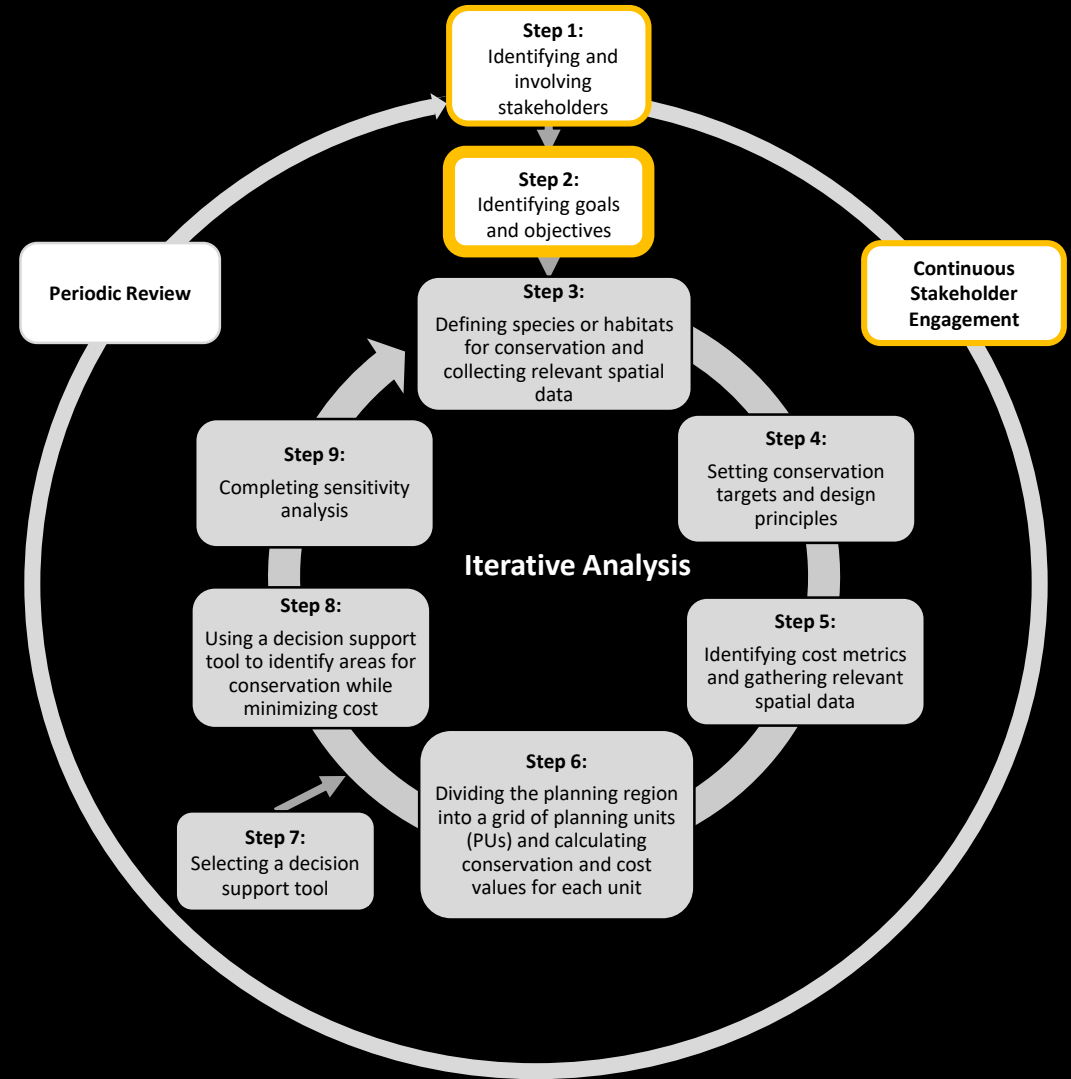 Step 1:
Identifying and
involving
stakeholders
Step 2:
Identifying goals
and objectives
Periodic Review
Continuous
Stakeholder
Engagement
Step 3:
Defining species or habitats
for conservation and
collecting relevant spatial
data
Step 4:
Setting conservation
targets and design
principles
Step 5:
Identifying cost metrics
and gathering relevant
spatial data
Step 6:
Dividing the planning region
into a grid of planning units
(PUs) and calculating
conservation and cost
values for each unit
Step 7:
Selecting a decision
support tool
Step 8:
Using a decision support
tool to identify areas for
conservation while
minimizing cost
Step 9:
Completing sensitivity
analysis
Iterative Analysis